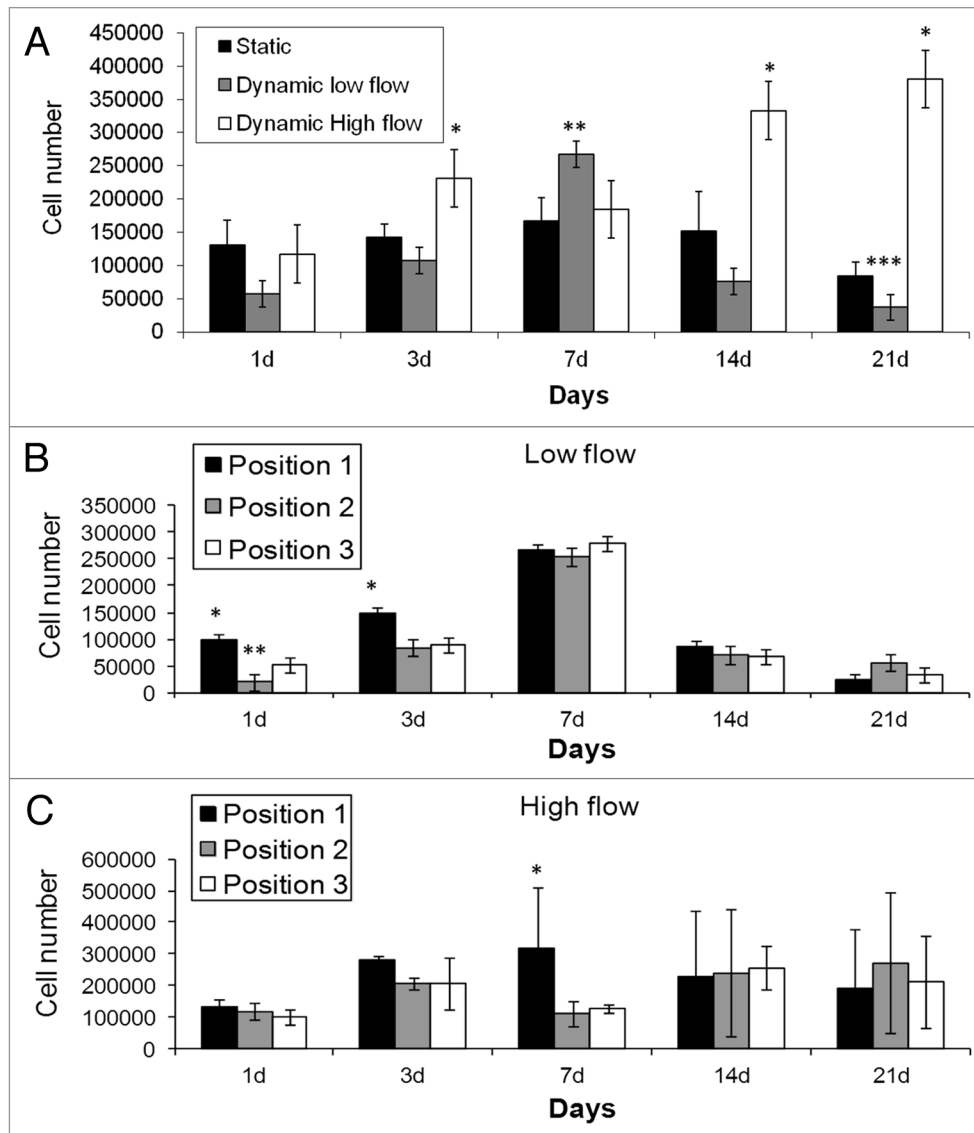 A
Static
Dynamic low flow
Dynamic High flow
Cell number
450000
400000
350000
300000
250000
200000
150000
100000
50000
0
*
**
*
***
*
1d 3d 7d 14d 21d
Days
B
Low flow
Position 1
Position 2
Position 3
Cell number
350000
300000
250000
200000
150000
100000
50000
0
*
**
*
1d 3d 7d 14d 21d
Days
C
High flow
Position 1
Position 2
Position 3
Cell number
600000
500000
400000
300000
200000
100000
0
*
1d 3d 7d 14d 21d
Days